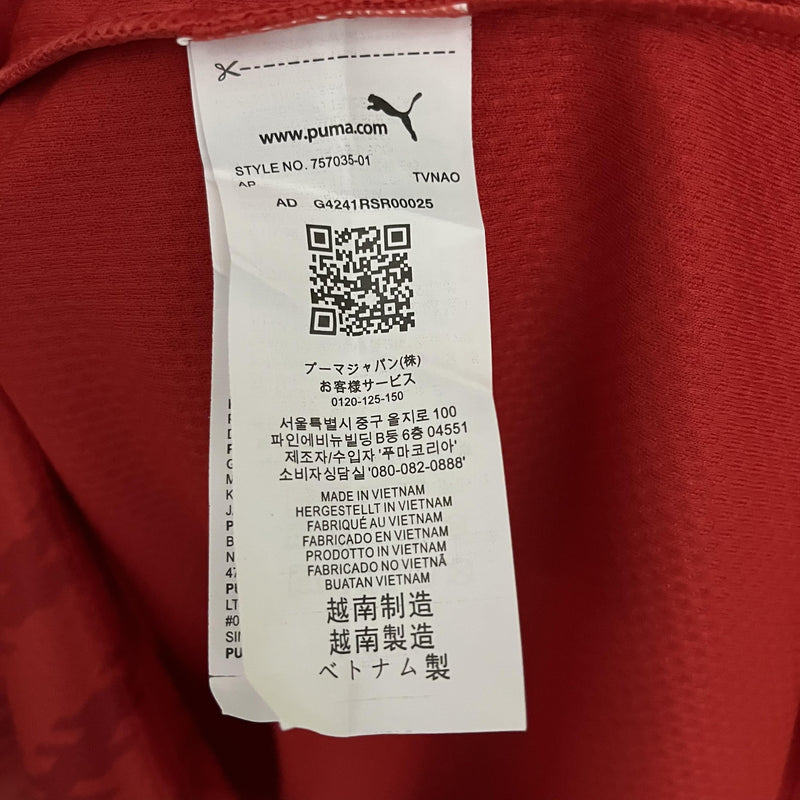 www.puma.com
STYLE NO. 757035-01
AP TVNAO
AD G4241RSR00025
プーマジャパン(株)
お客様サービス
0120-125-150
서울특별시 중구 을지로 100
파인에비뉴빌딩 B등 6층 04551
제조자/수입자 '푸마코리아'
소비자싱담실 '080-082-0888'
MADE IN VIETNAM
HERGESTELLT IN VIETNAM
FABRIQUÉ AU VIETNAM
FABRICADO EN VIETNAM
PRODOTTO IN VIETNAM
FABRICADO NO VIETNÃ
BUATAN VIETNAM
越南制造
越南製造
ベトナム製